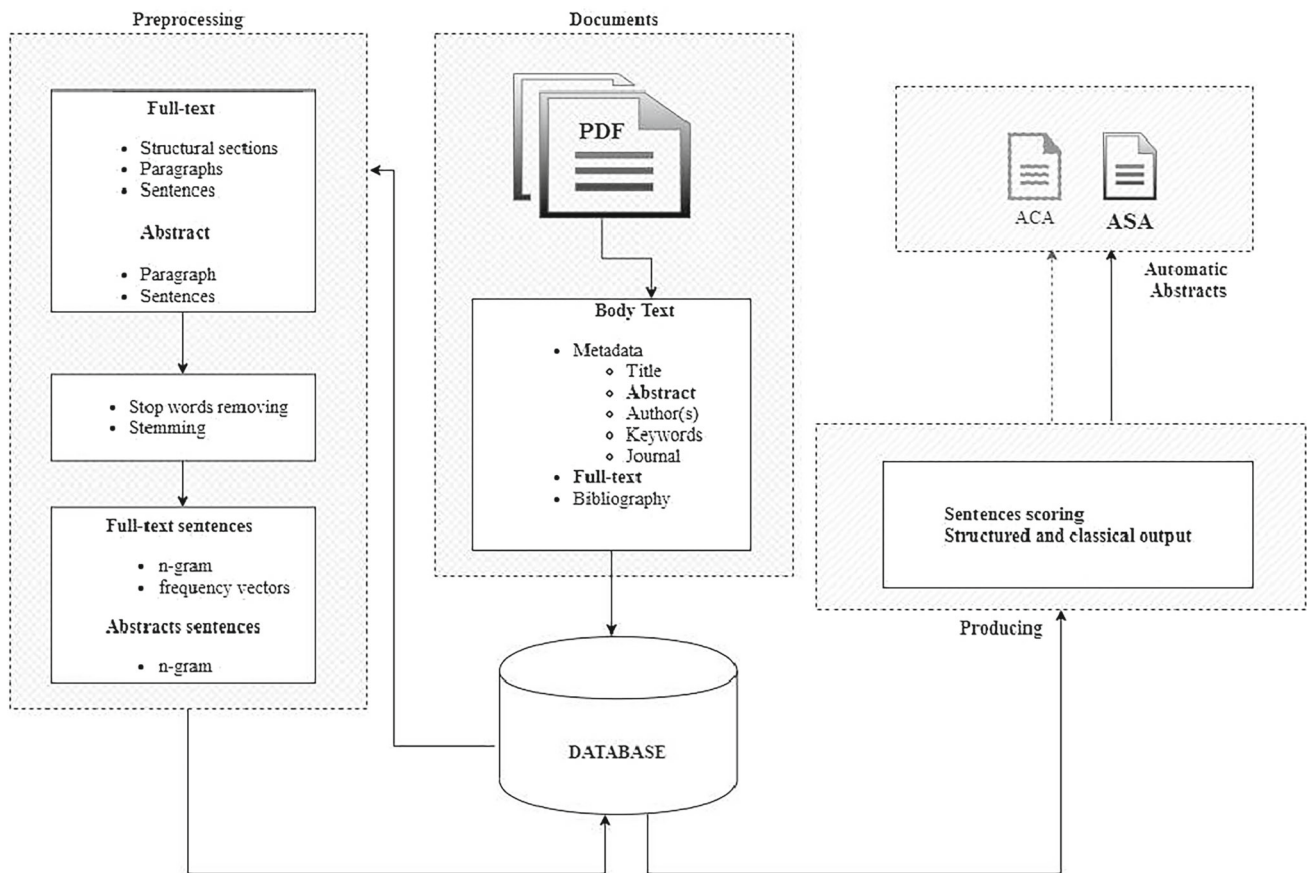 Preprocessing
Full-text
• Structural sections
• Paragraphs
• Sentences
Abstract
• Paragraph
• Sentences
• Stop words removing
• Stemming
Full-text sentences
• n-gram
• frequency vectors
Abstracts sentences
• n-gram
Documents
PDF
Body Text
• Metadata
Title
Abstract
Author(s)
Keywords
Journal
• Full-text
• Bibliography
DATABASE
ACA
ASA
Automatic
Abstracts
Sentences scoring
Structured and classical output
Producing